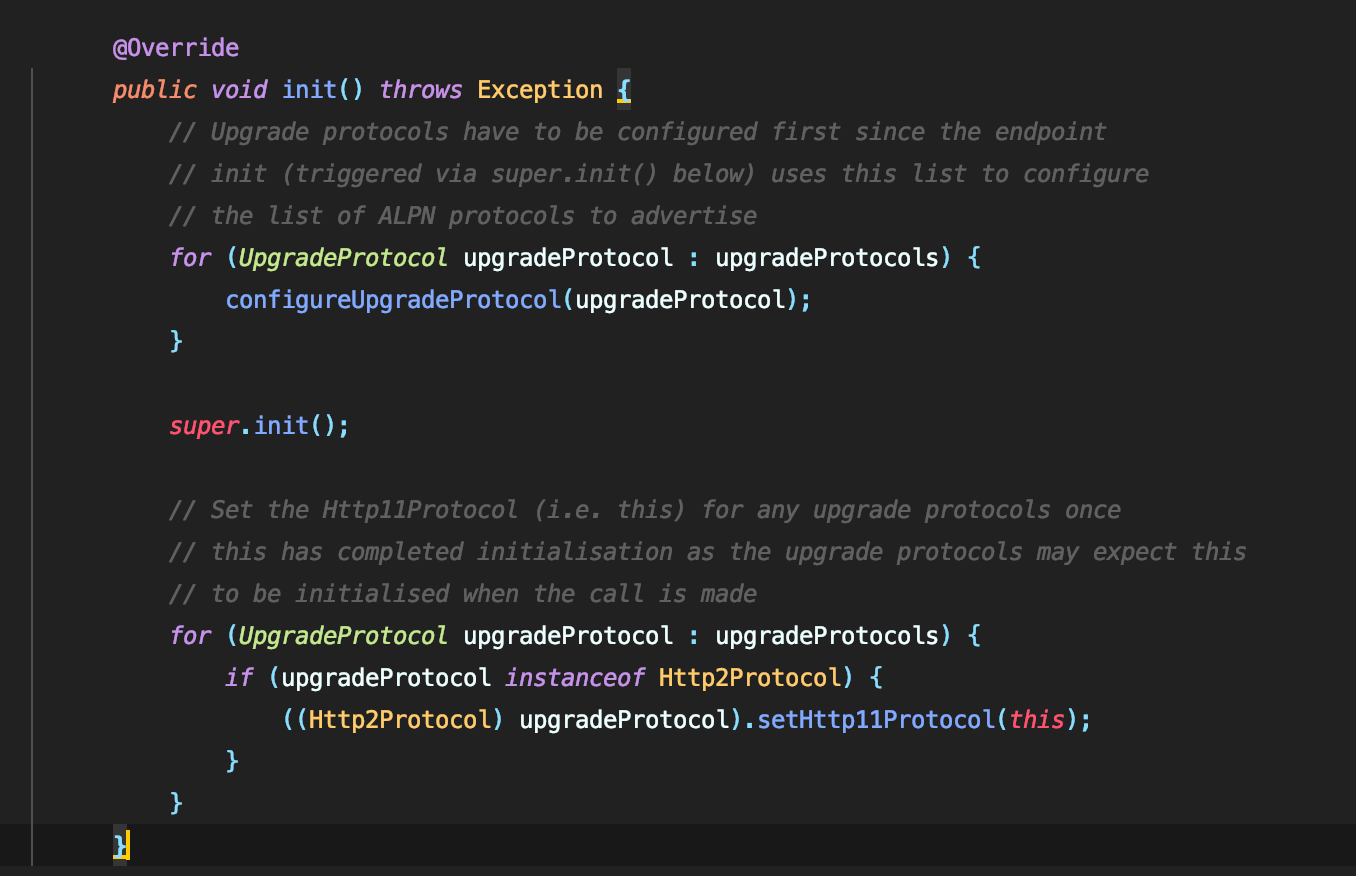 @Override
public void init() throws Exception {
// Upgrade protocols have to be configured first since the endpoint
// init (triggered via super.init() below) uses this list to configure
// the list of ALPN protocols to advertise
for (UpgradeProtocol upgradeProtocol : upgradeProtocols) {
configureUpgradeProtocol(upgradeProtocol);
}
super.init();
// Set the Http11Protocol (i.e. this) for any upgrade protocols once
// this has completed initialisation as the upgrade protocols may expect this
// to be initialised when the call is made
for (UpgradeProtocol upgradeProtocol : upgradeProtocols) {
if (upgradeProtocol instanceof Http2Protocol) {
((Http2Protocol) upgradeProtocol).setHttp11Protocol(this);
}
}
}